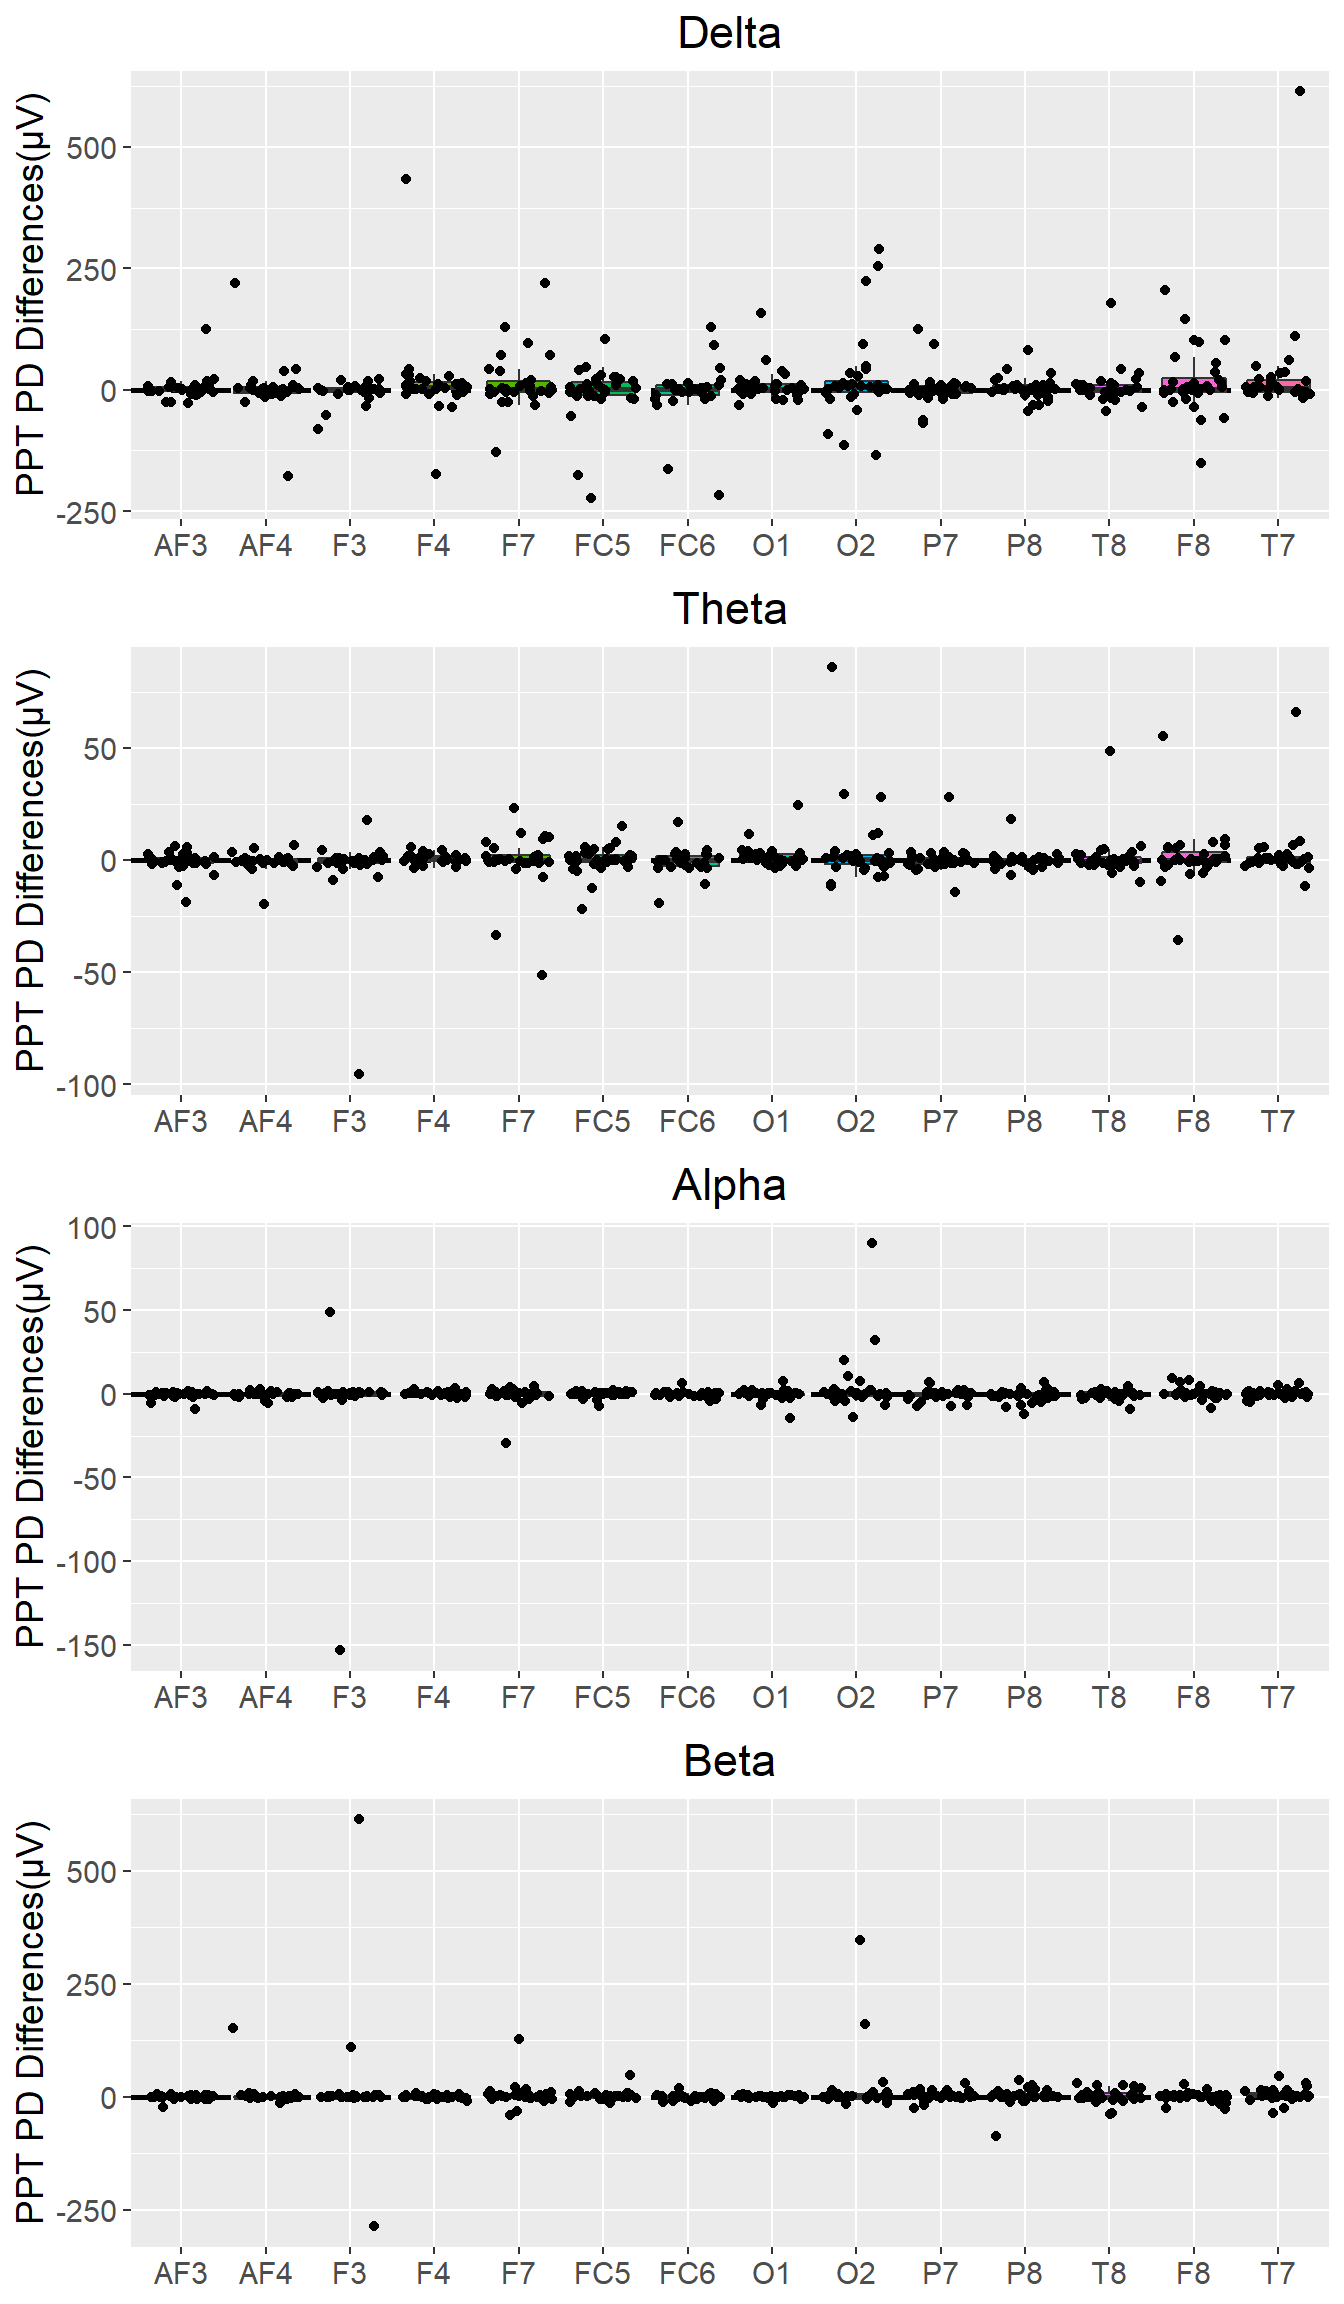 Delta
PPT PD Differences(µV)
500
250
0
-250
AF3 AF4 F3 F4 F7 FC5 FC6 O1 O2 P7 P8 T8 F8 T7
Theta
PPT PD Differences(µV)
50
0
-50
-100
AF3 AF4 F3 F4 F7 FC5 FC6 O1 O2 P7 P8 T8 F8 T7
Alpha
PPT PD Differences(µV)
100
50
0
-50
-100
-150
AF3 AF4 F3 F4 F7 FC5 FC6 O1 O2 P7 P8 T8 F8 T7
Beta
PPT PD Differences(µV)
500
250
0
-250
AF3 AF4 F3 F4 F7 FC5 FC6 O1 O2 P7 P8 T8 F8 T7